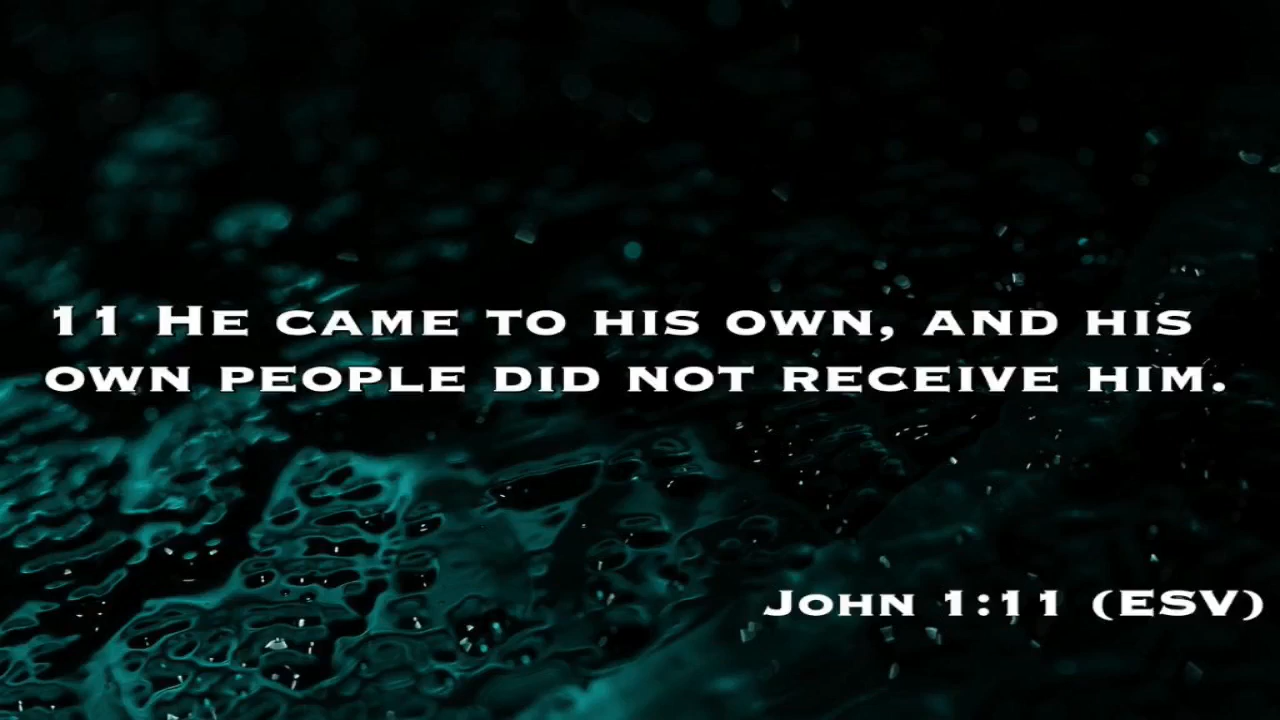 11 He came to his own, and his
own people did not receive him.
John 1:11 (ESV)